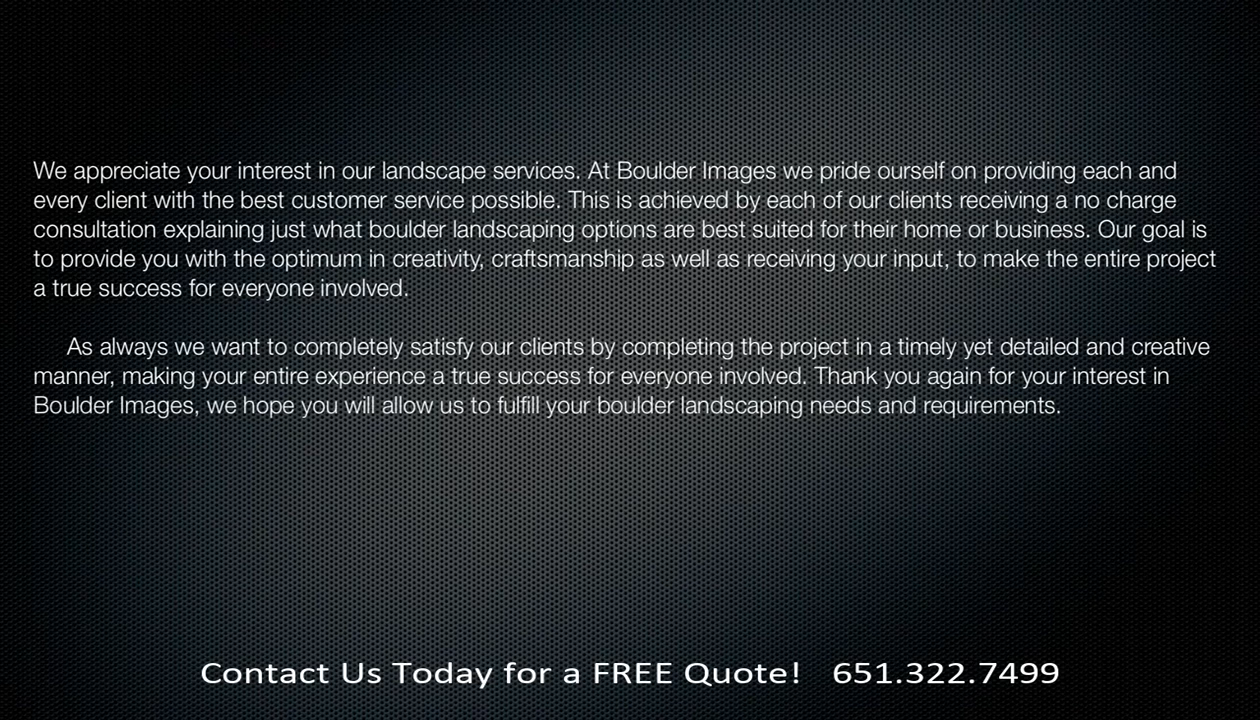 We appreciate your interest in our landscape services. At Boulder Images we pride ourself on providing each and
every client with the best customer service possible. This is achieved by each of our clients receiving a no charge
consultation explaining just what boulder landscaping options are best suited for their home or business. Our goal is
to provide you with the optimum in creativity, craftsmanship as well as receiving your input, to make the entire project
a true success for everyone involved.
As always we want to completely satisfy our clients by completing the project in a timely yet detailed and creative
manner, making your entire experience a true success for everyone involved. Thank you again for your interest in
Boulder Images, we hope you will allow us to fulfill your boulder landscaping needs and requirements.
Contact Us Today for a FREE Quote! 651.322.7499